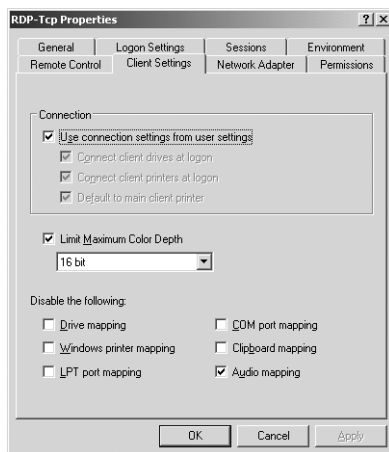 RDP-Tcp Properties
General Logon Settings Sessions Environment
Remote Control Client Settings Network Adapter Permissions
Connection
Use connection settings from user settings
Connect client drives at logon
Connect client printers at logon
Default to main client printer
Limit Maximum Color Depth
16 bit
Disable the following:
Drive mapping COM port mapping
Windows printer mapping Clipboard mapping
LPT port mapping Audio mapping
OK Cancel Apply